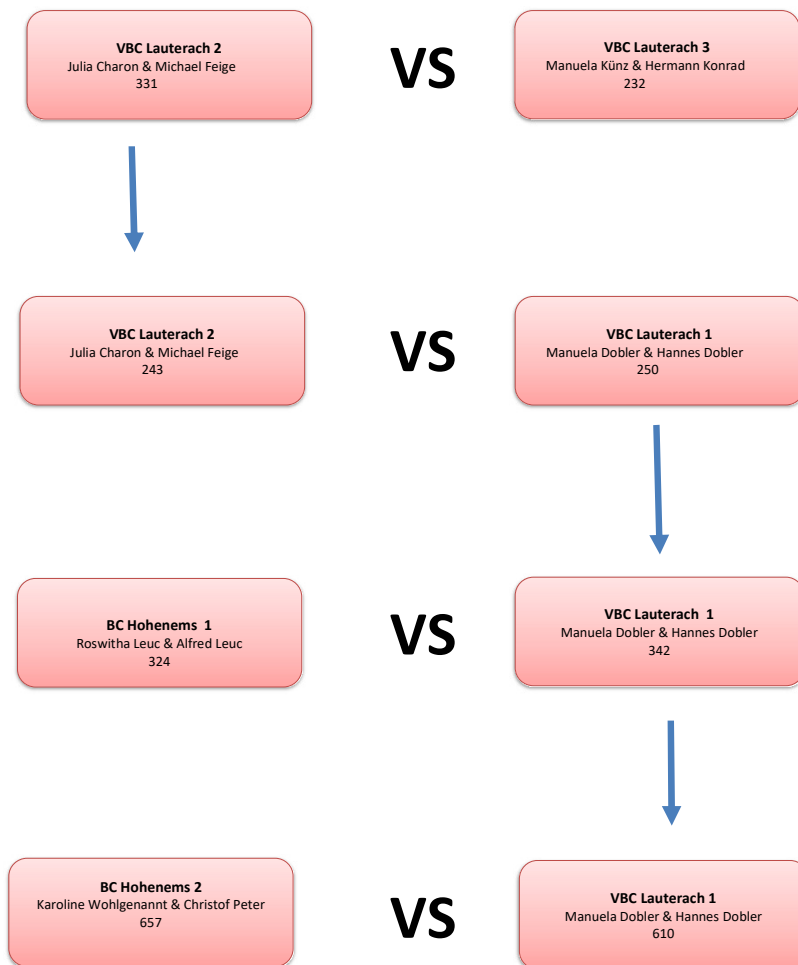 VBC Lauterach 2
Julia Charon & Michael Feige
331
VS
VBC Lauterach 3
Manuela Künz & Hermann Konrad
232
VBC Lauterach 2
Julia Charon & Michael Feige
243
VS
VBC Lauterach 1
Manuela Dobler & Hannes Dobler
250
BC Hohenems 1
Roswitha Leuc & Alfred Leuc
324
VS
VBC Lauterach 1
Manuela Dobler & Hannes Dobler
342
BC Hohenems 2
Karoline Wohlgenannt & Christof Peter
657
VS
VBC Lauterach 1
Manuela Dobler & Hannes Dobler
610